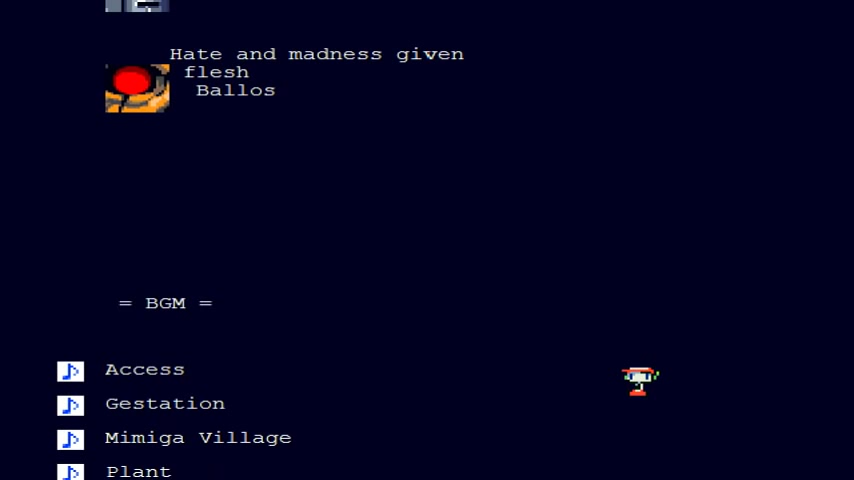 Hate and madness given
flesh
Ballos
= BGM =
Access
Gestation
Mimiga Village
Plant